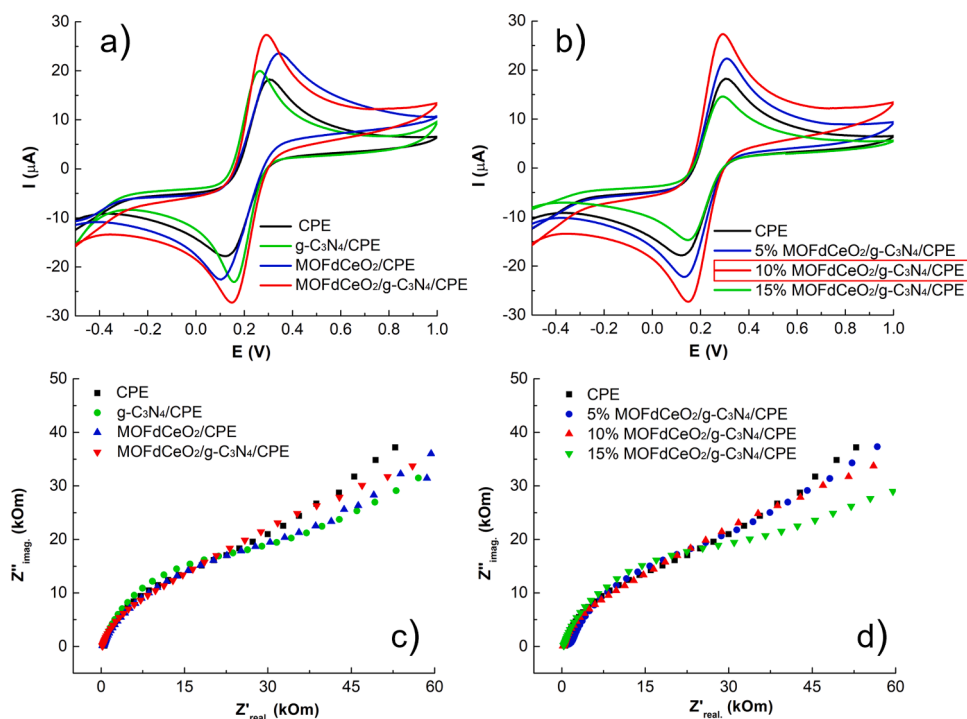 a)
I (µA)
30
20
10
0
-10
-20
-30
-0.4 -0.2 0.0 0.2 0.4 0.6 0.8 1.0
E (V)
CPE
g-C₃N₄/CPE
MOFdCeO₂/CPE
MOFdCeO₂/g-C₃N₄/CPE
b)
I (µA)
30
20
10
0
-10
-20
-30
-0.4 -0.2 0.0 0.2 0.4 0.6 0.8 1.0
E (V)
CPE
5% MOFdCeO₂/g-C₃N₄/CPE
10% MOFdCeO₂/g-C₃N₄/CPE
15% MOFdCeO₂/g-C₃N₄/CPE
Z''imag. (kOm)
50
40
30
20
10
0
0 15 30 45 60
Z'real. (kOm)
CPE
g-C₃N₄/CPE
MOFdCeO₂/CPE
MOFdCeO₂/g-C₃N₄/CPE
c)
Z''imag. (kOm)
50
40
30
20
10
0
0 15 30 45 60
Z'real. (kOm)
CPE
5% MOFdCeO₂/g-C₃N₄/CPE
10% MOFdCeO₂/g-C₃N₄/CPE
15% MOFdCeO₂/g-C₃N₄/CPE
d)